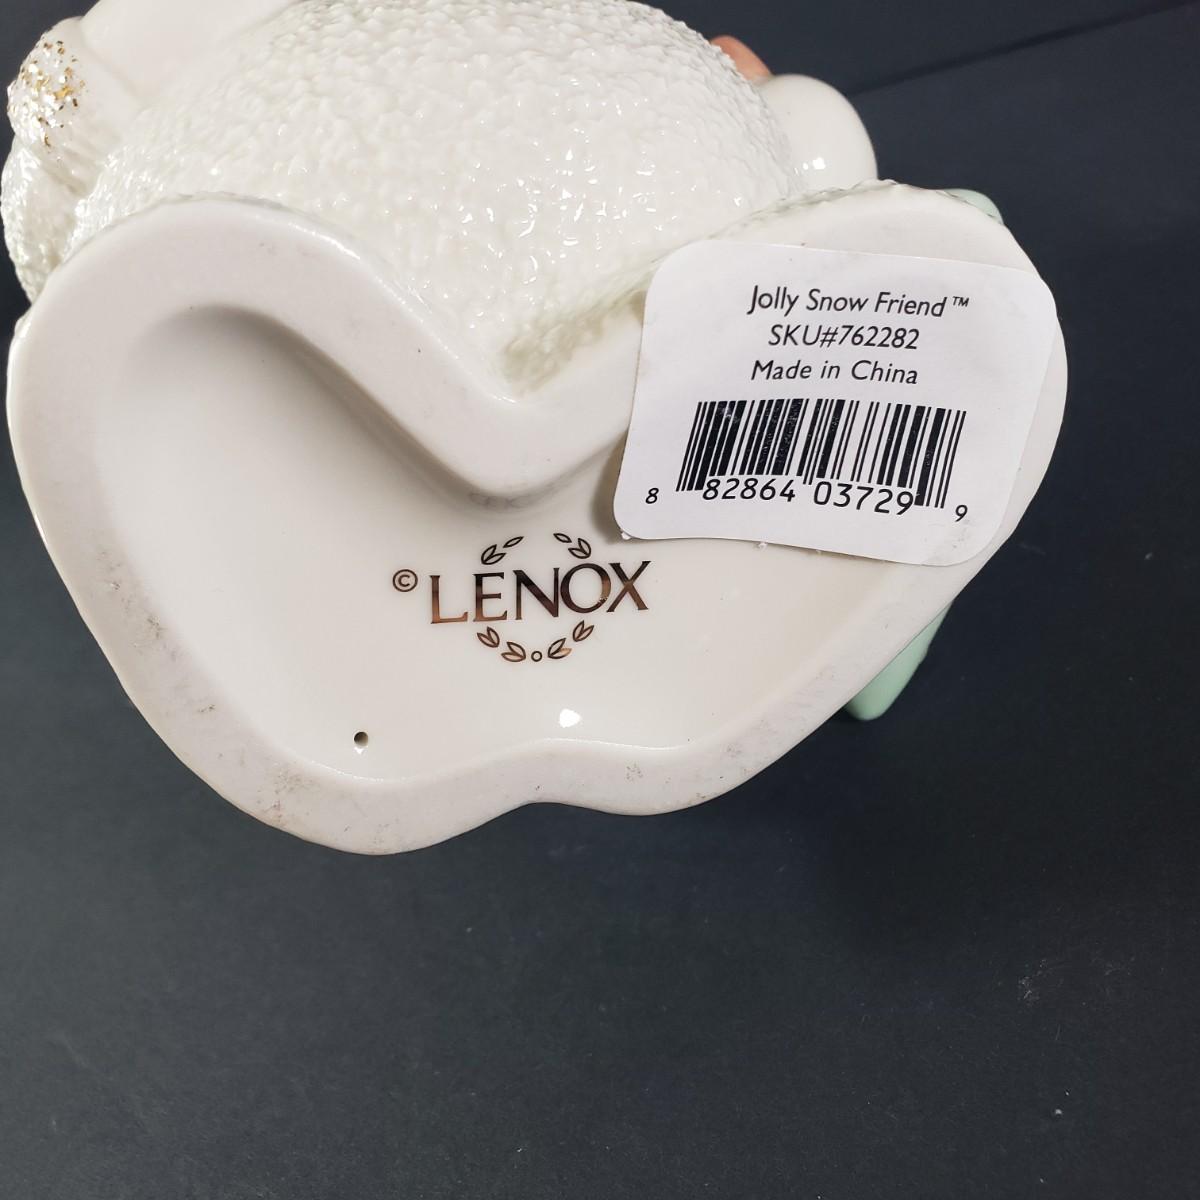 Jolly Snow Friend™
SKU#762282
Made in China
8 82864 03729 9
© LENOX